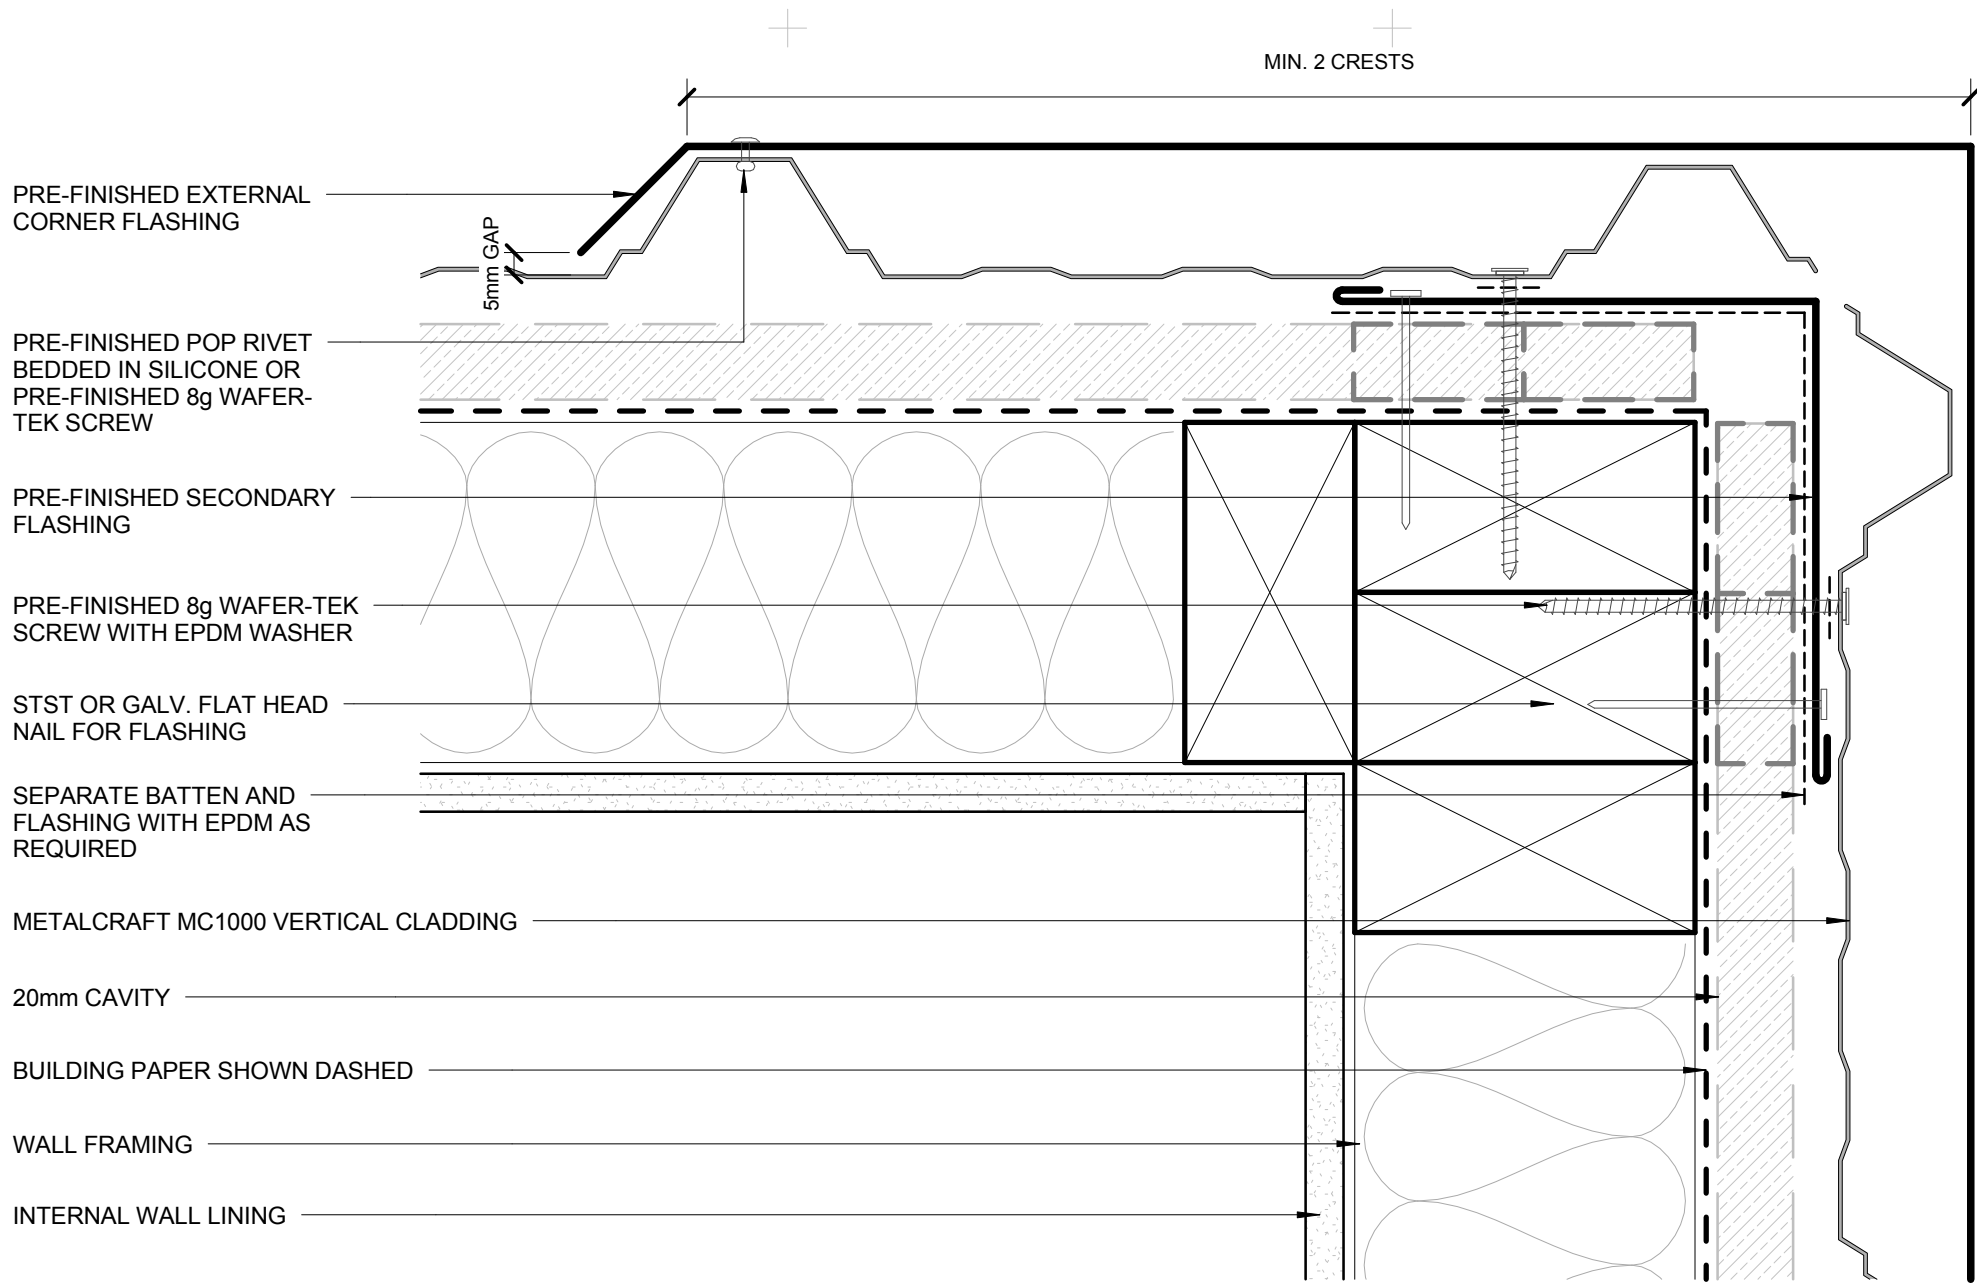 MIN. 2 CRESTS
PRE-FINISHED EXTERNAL
CORNER FLASHING
5mm GAP
PRE-FINISHED POP RIVET
BEDDED IN SILICONE OR
PRE-FINISHED 8g WAFER-
TEK SCREW
PRE-FINISHED SECONDARY
FLASHING
PRE-FINISHED 8g WAFER-TEK
SCREW WITH EPDM WASHER
STST OR GALV. FLAT HEAD
NAIL FOR FLASHING
SEPARATE BATTEN AND
FLASHING WITH EPDM AS
REQUIRED
METALCRAFT MC1000 VERTICAL CLADDING
20mm CAVITY
BUILDING PAPER SHOWN DASHED
WALL FRAMING
INTERNAL WALL LINING